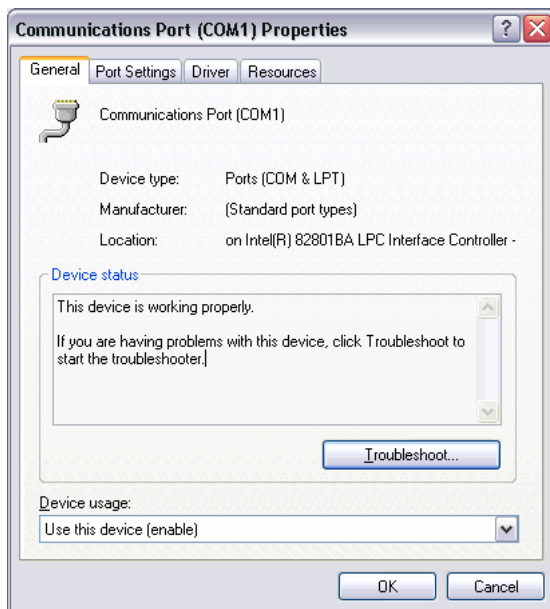 Communications Port (COM1) Properties
General Port Settings Driver Resources
Communications Port (COM1)
Device type: Ports (COM & LPT)
Manufacturer: (Standard port types)
Location: on Intel(R) 82801BA LPC Interface Controller -
Device status
This device is working properly.
If you are having problems with this device, click Troubleshoot to
start the troubleshooter.
Troubleshoot...
Device usage:
Use this device (enable)
OK Cancel